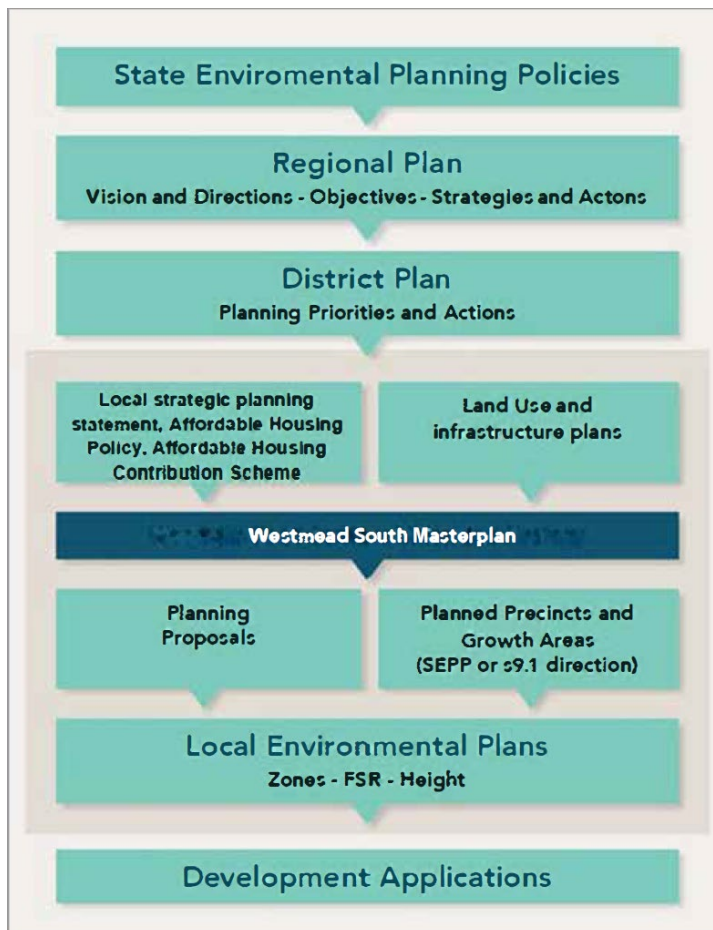 State Enviromental Planning Policies
Regional Plan
Vision and Directions - Objectives - Strategies and Actons
District Plan
Planning Priorities and Actions
Local strategic planning
statement, Affordable Housing
Policy, Affordable Housing
Contribution Scheme
Land Use and
infrastructure plans
Westmead South Masterplan
Planning
Proposals
Planned Precincts and
Growth Areas
(SEPP or s9.1 direction)
Local Environmental Plans
Zones - FSR - Height
Development Applications